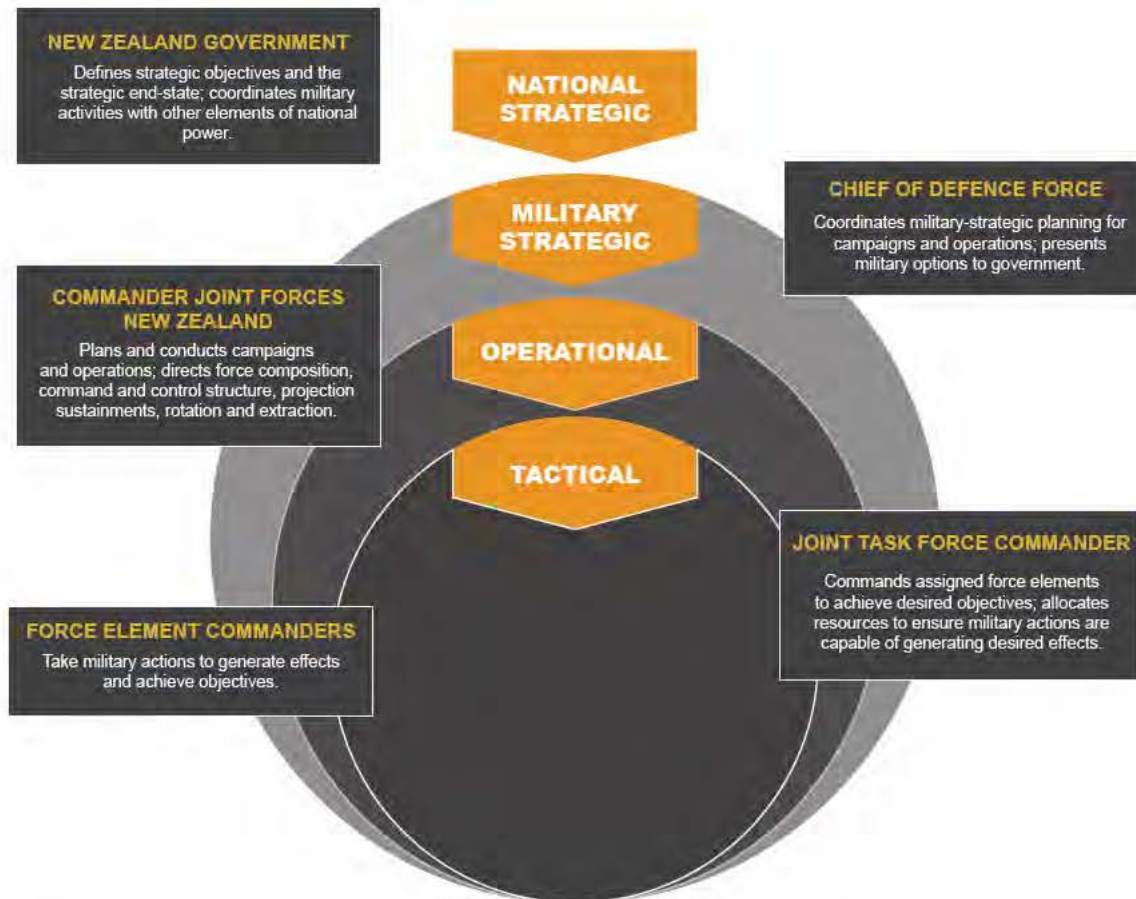 NEW ZEALAND GOVERNMENT
Defines strategic objectives and the
strategic end-state; coordinates military
activities with other elements of national
power.
NATIONAL
STRATEGIC
MILITARY
STRATEGIC
CHIEF OF DEFENCE FORCE
Coordinates military-strategic planning for
campaigns and operations; presents
military options to government.
COMMANDER JOINT FORCES
NEW ZEALAND
Plans and conducts campaigns
and operations; directs force composition,
command and control structure, projection
sustainments, rotation and extraction.
OPERATIONAL
TACTICAL
JOINT TASK FORCE COMMANDER
Commands assigned force elements
to achieve desired objectives; allocates
resources to ensure military actions are
capable of generating desired effects.
FORCE ELEMENT COMMANDERS
Take military actions to generate effects
and achieve objectives.